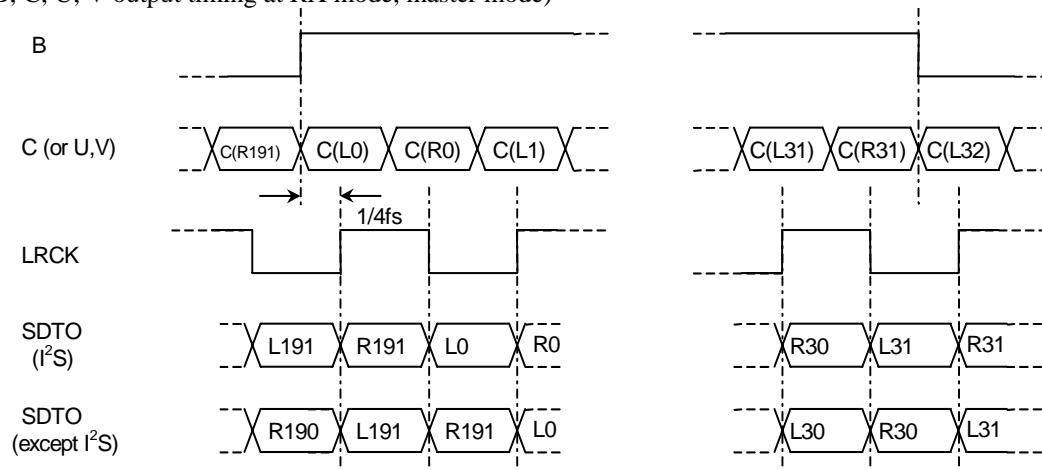 B
C (or U,V)
C(R191) C(L0) C(R0) C(L1) C(L31) C(R31) C(L32)
1/4fs
LRCK
SDTO
(I²S)
L191 R191 L0 R0 R30 L31 R31
SDTO
(except I²S)
R190 L191 R191 L0 L30 R30 L31